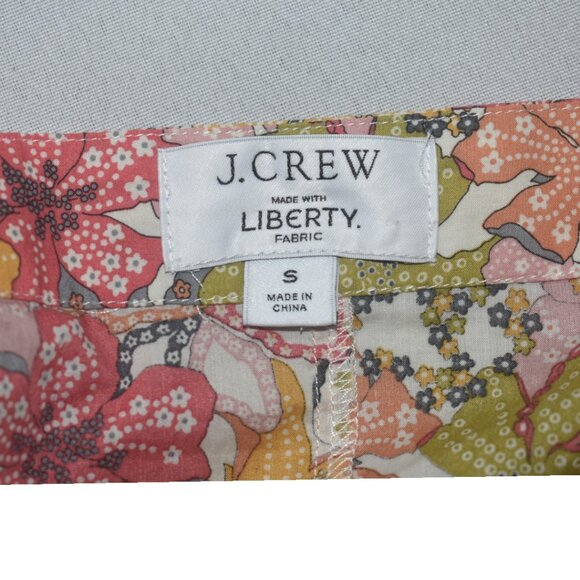 J.CREW
MADE WITH
LIBERTY.
FABRIC
S
MADE IN
CHINA